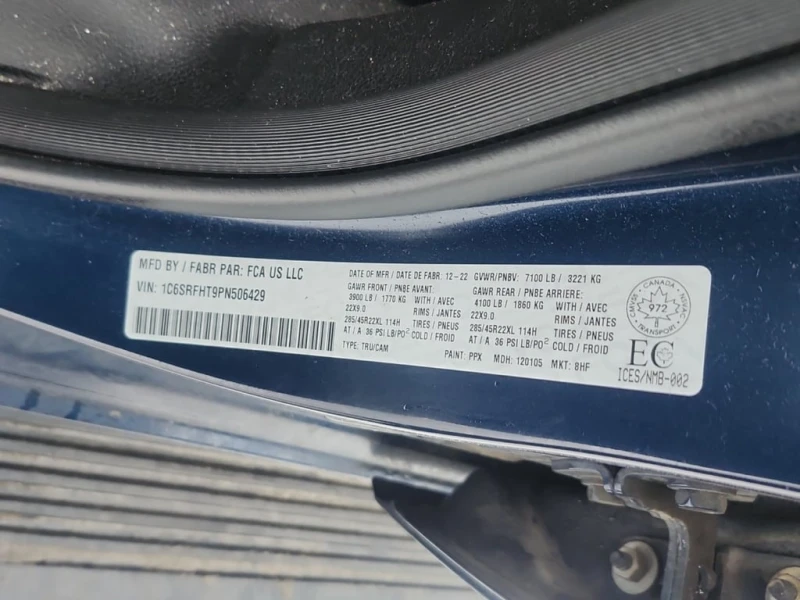 MFD BY / FABR PAR: FCA US LLC
VIN: 1C6SRFHT9PN506429
DATE OF MFR / DATE DE FABR: 12-22 GVWR/PNBV: 7100 LB / 3221 KG
GAWR FRONT / PNBE AVANT: GAWR REAR / PNBE ARRIERE:
3900 LB / 1770 KG WITH / AVEC 4100 LB / 1860 KG WITH / AVEC
22X9.0 RIMS / JANTES 22X9.0 RIMS / JANTES
285/45R22XL 114H TIRES / PNEUS 285/45R22XL 114H TIRES / PNEUS
AT / A 36 PSI LB/PO² COLD / FROID AT / A 36 PSI LB/PO² COLD / FROID
TYPE: TRU/CAM PAINT: PPX MDH: 120105 MKT: 8HF
CANADA
CMVSS
972
NSVAC
TRANSPORT
EC
ICES/NMB-002